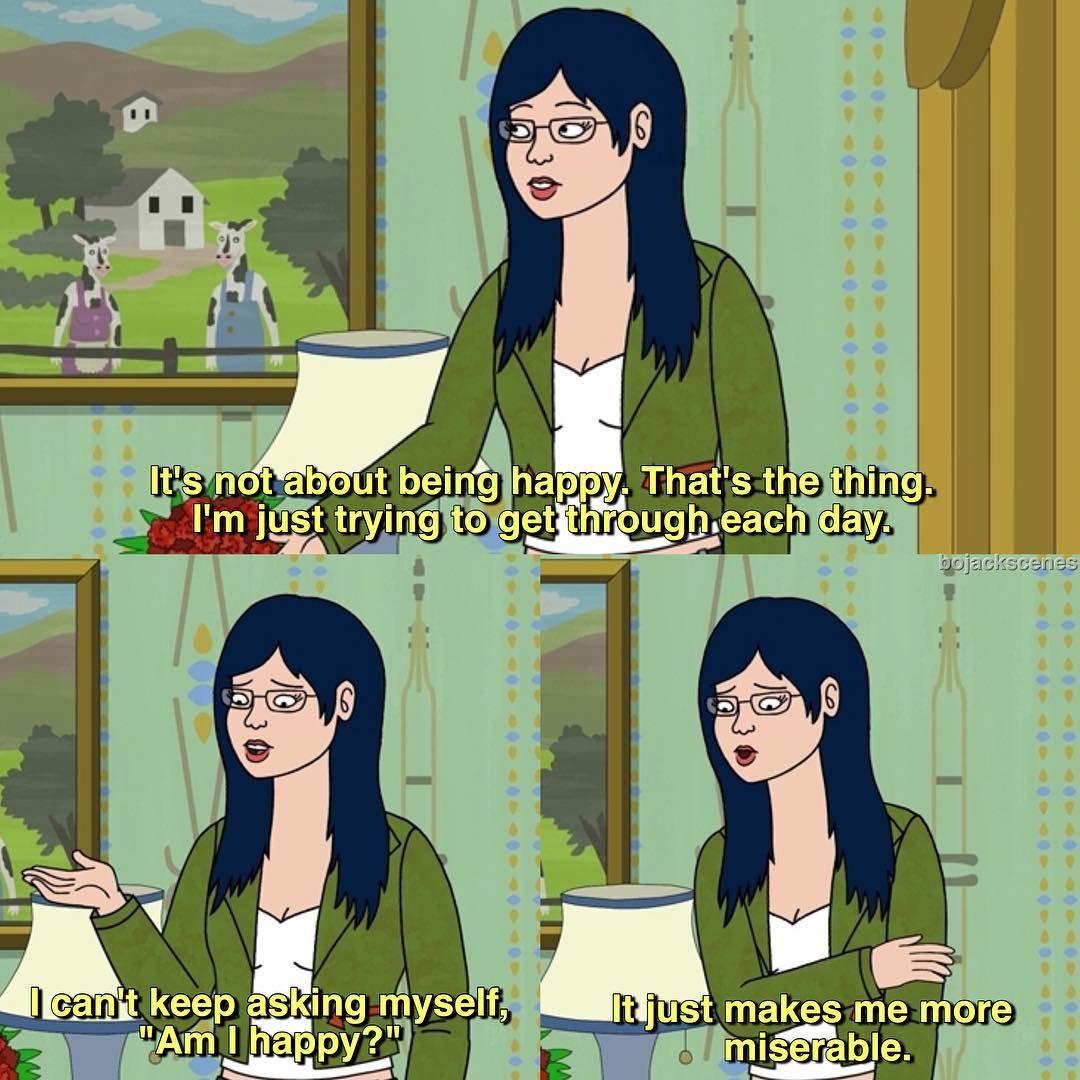 It's not about being happy. That's the thing.
I'm just trying to get through each day.
bojackscenes
I can't keep asking myself,
"Am I happy?"
It just makes me more
miserable.